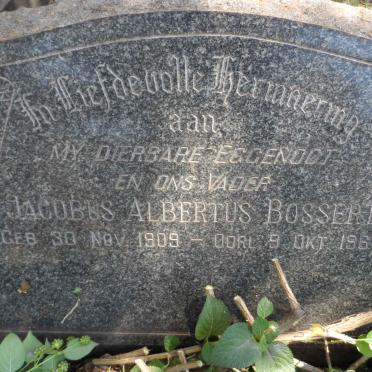 In Liefdevolle Herinnering
aan
MY DIERBARE EGGENOOT
EN ONS VADER
JACOBUS ALBERTUS BOSSERT
GEB 30 NOV 1909 – OORL 9 OKT 196